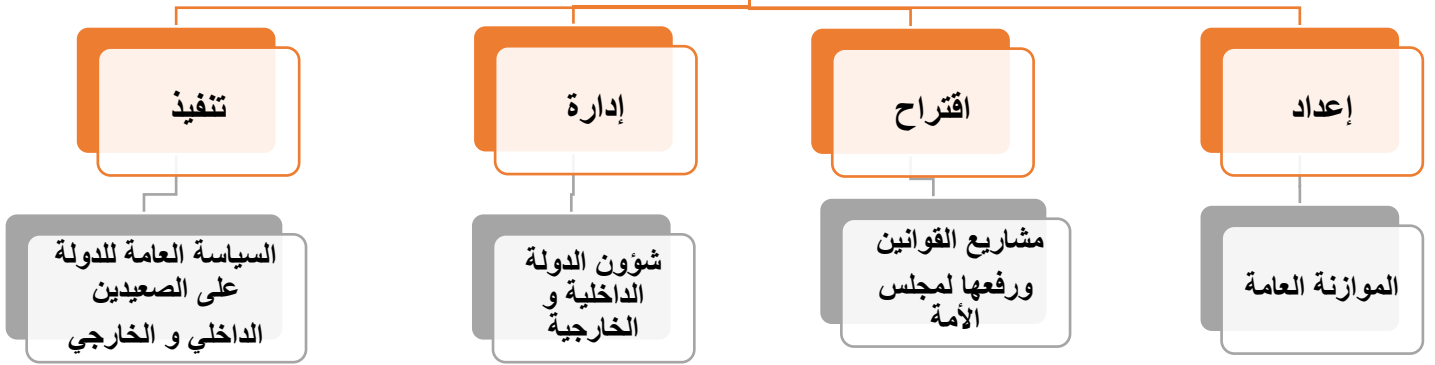 إعداد
اقتراح
إدارة
تنفيذ
الموازنة العامة
مشاريع القوانين
ورفعها لمجلس
الأمة
شؤون الدولة
الداخلية و
الخارجية
السياسة العامة للدولة
على الصعيدين
الداخلي و الخارجي